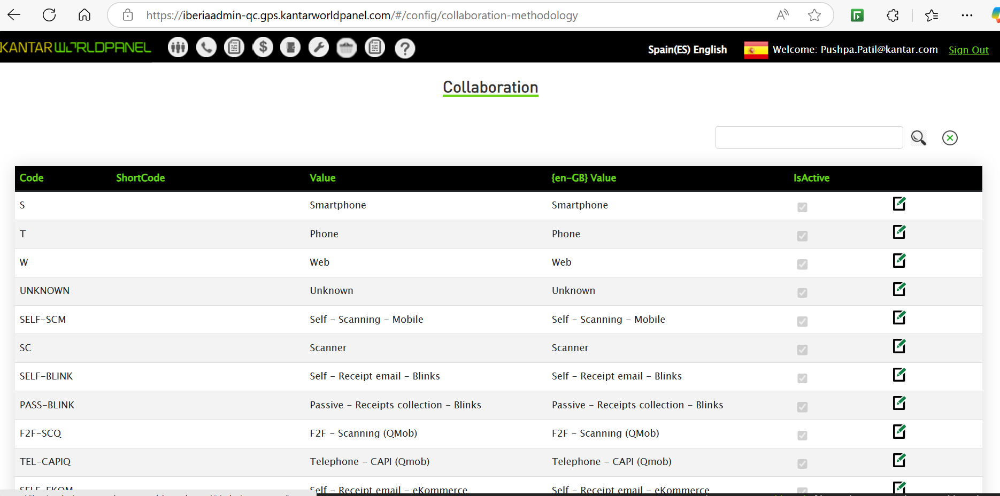 https://iberiaadmin-qc.gps.kantarworldpanel.com/#/config/collaboration-methodology
KANTAR WORLDPANEL
$
?
Spain(ES) English
Welcome: Pushpa.Patil@kantar.com
Sign Out
Collaboration
Code ShortCode Value {en-GB} Value IsActive
S Smartphone Smartphone
T Phone Phone
W Web Web
UNKNOWN Unknown Unknown
SELF-SCM Self - Scanning - Mobile Self - Scanning - Mobile
SC Scanner Scanner
SELF-BLINK Self - Receipt email - Blinks Self - Receipt email - Blinks
PASS-BLINK Passive - Receipts collection - Blinks Passive - Receipts collection - Blinks
F2F-SCQ F2F - Scanning (QMob) F2F - Scanning (QMob)
TEL-CAPIQ Telephone - CAPI (Qmob) Telephone - CAPI (Qmob)
SELF-EKOM Self - Receipt email - eKommerce Self - Receipt email - eKommerce